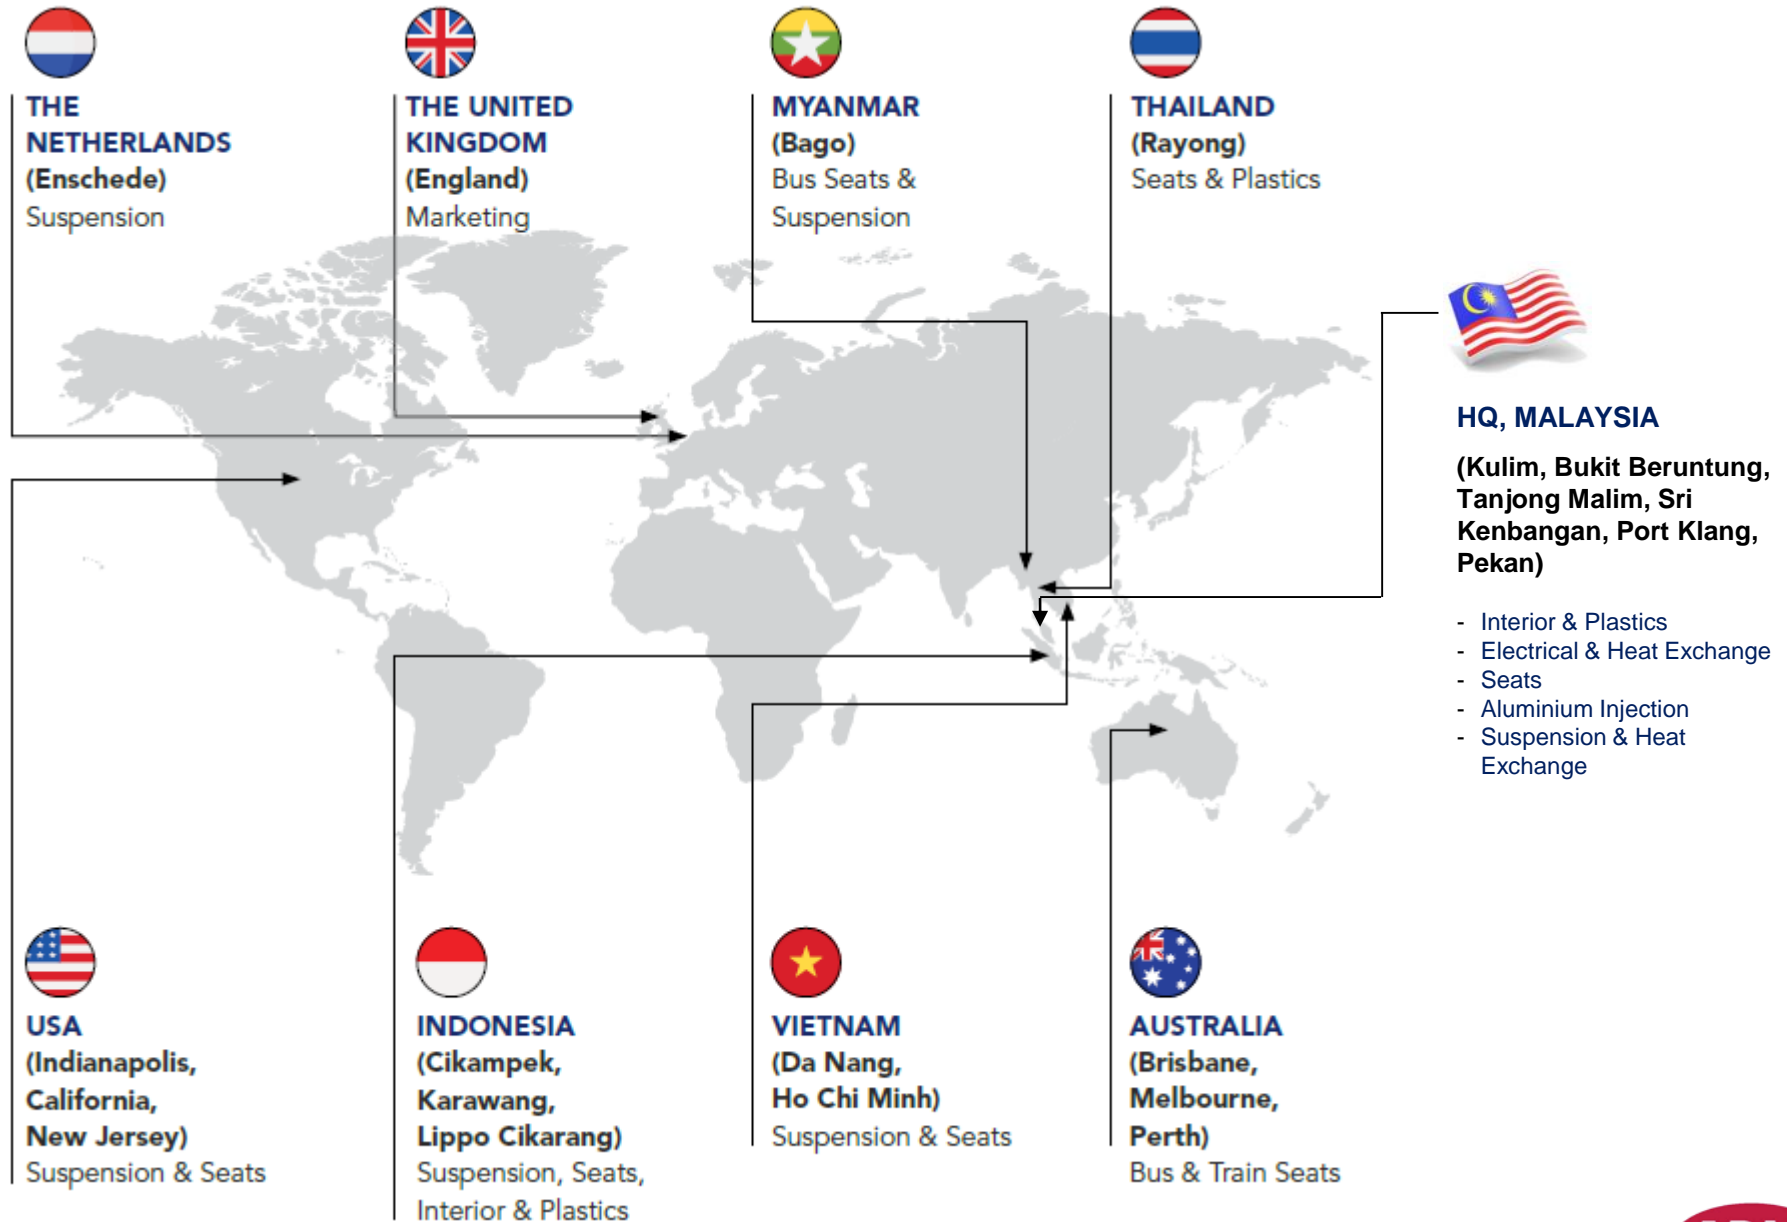 THE
NETHERLANDS
(Enschede)
Suspension
THE UNITED
KINGDOM
(England)
Marketing
MYANMAR
(Bago)
Bus Seats &
Suspension
THAILAND
(Rayong)
Seats & Plastics
HQ, MALAYSIA
(Kulim, Bukit Beruntung,
Tanjong Malim, Sri
Kenbangan, Port Klang,
Pekan)
- Interior & Plastics
- Electrical & Heat Exchange
- Seats
- Aluminium Injection
- Suspension & Heat
Exchange
USA
(Indianapolis,
California,
New Jersey)
Suspension & Seats
INDONESIA
(Cikampek,
Karawang,
Lippo Cikarang)
Suspension, Seats,
Interior & Plastics
VIETNAM
(Da Nang,
Ho Chi Minh)
Suspension & Seats
AUSTRALIA
(Brisbane,
Melbourne,
Perth)
Bus & Train Seats